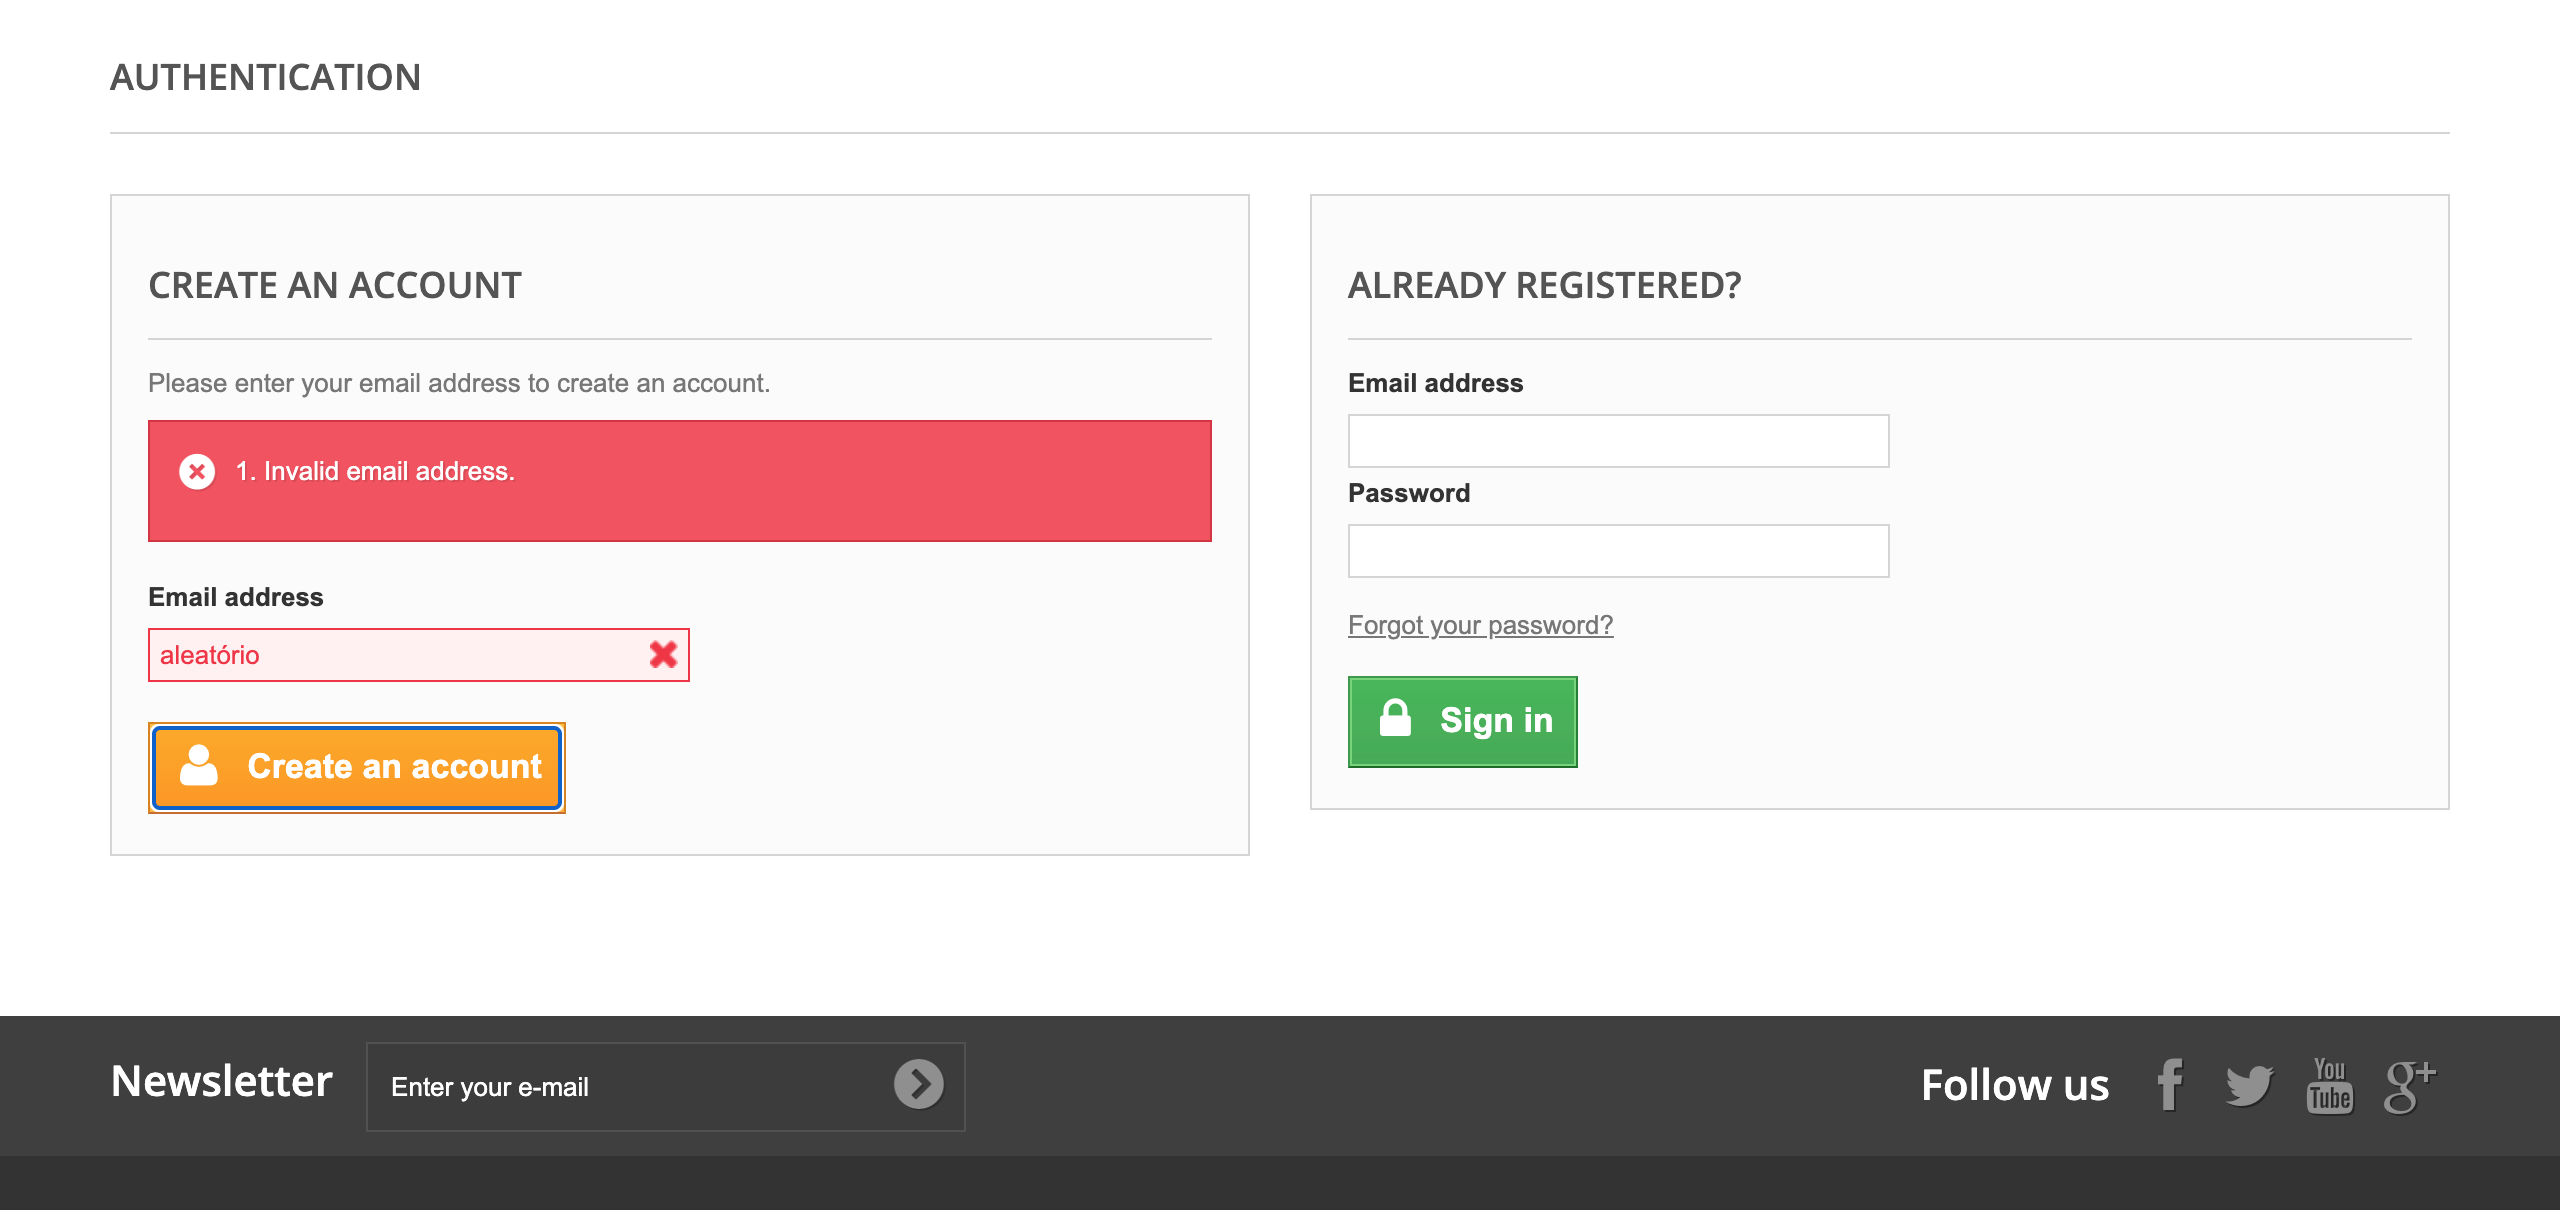 AUTHENTICATION
CREATE AN ACCOUNT
Please enter your email address to create an account.
1. Invalid email address.
Email address
aleatório
Create an account
ALREADY REGISTERED?
Email address
Password
Forgot your password?
Sign in
Newsletter
Enter your e-mail
Follow us
f
You
Tube
g+